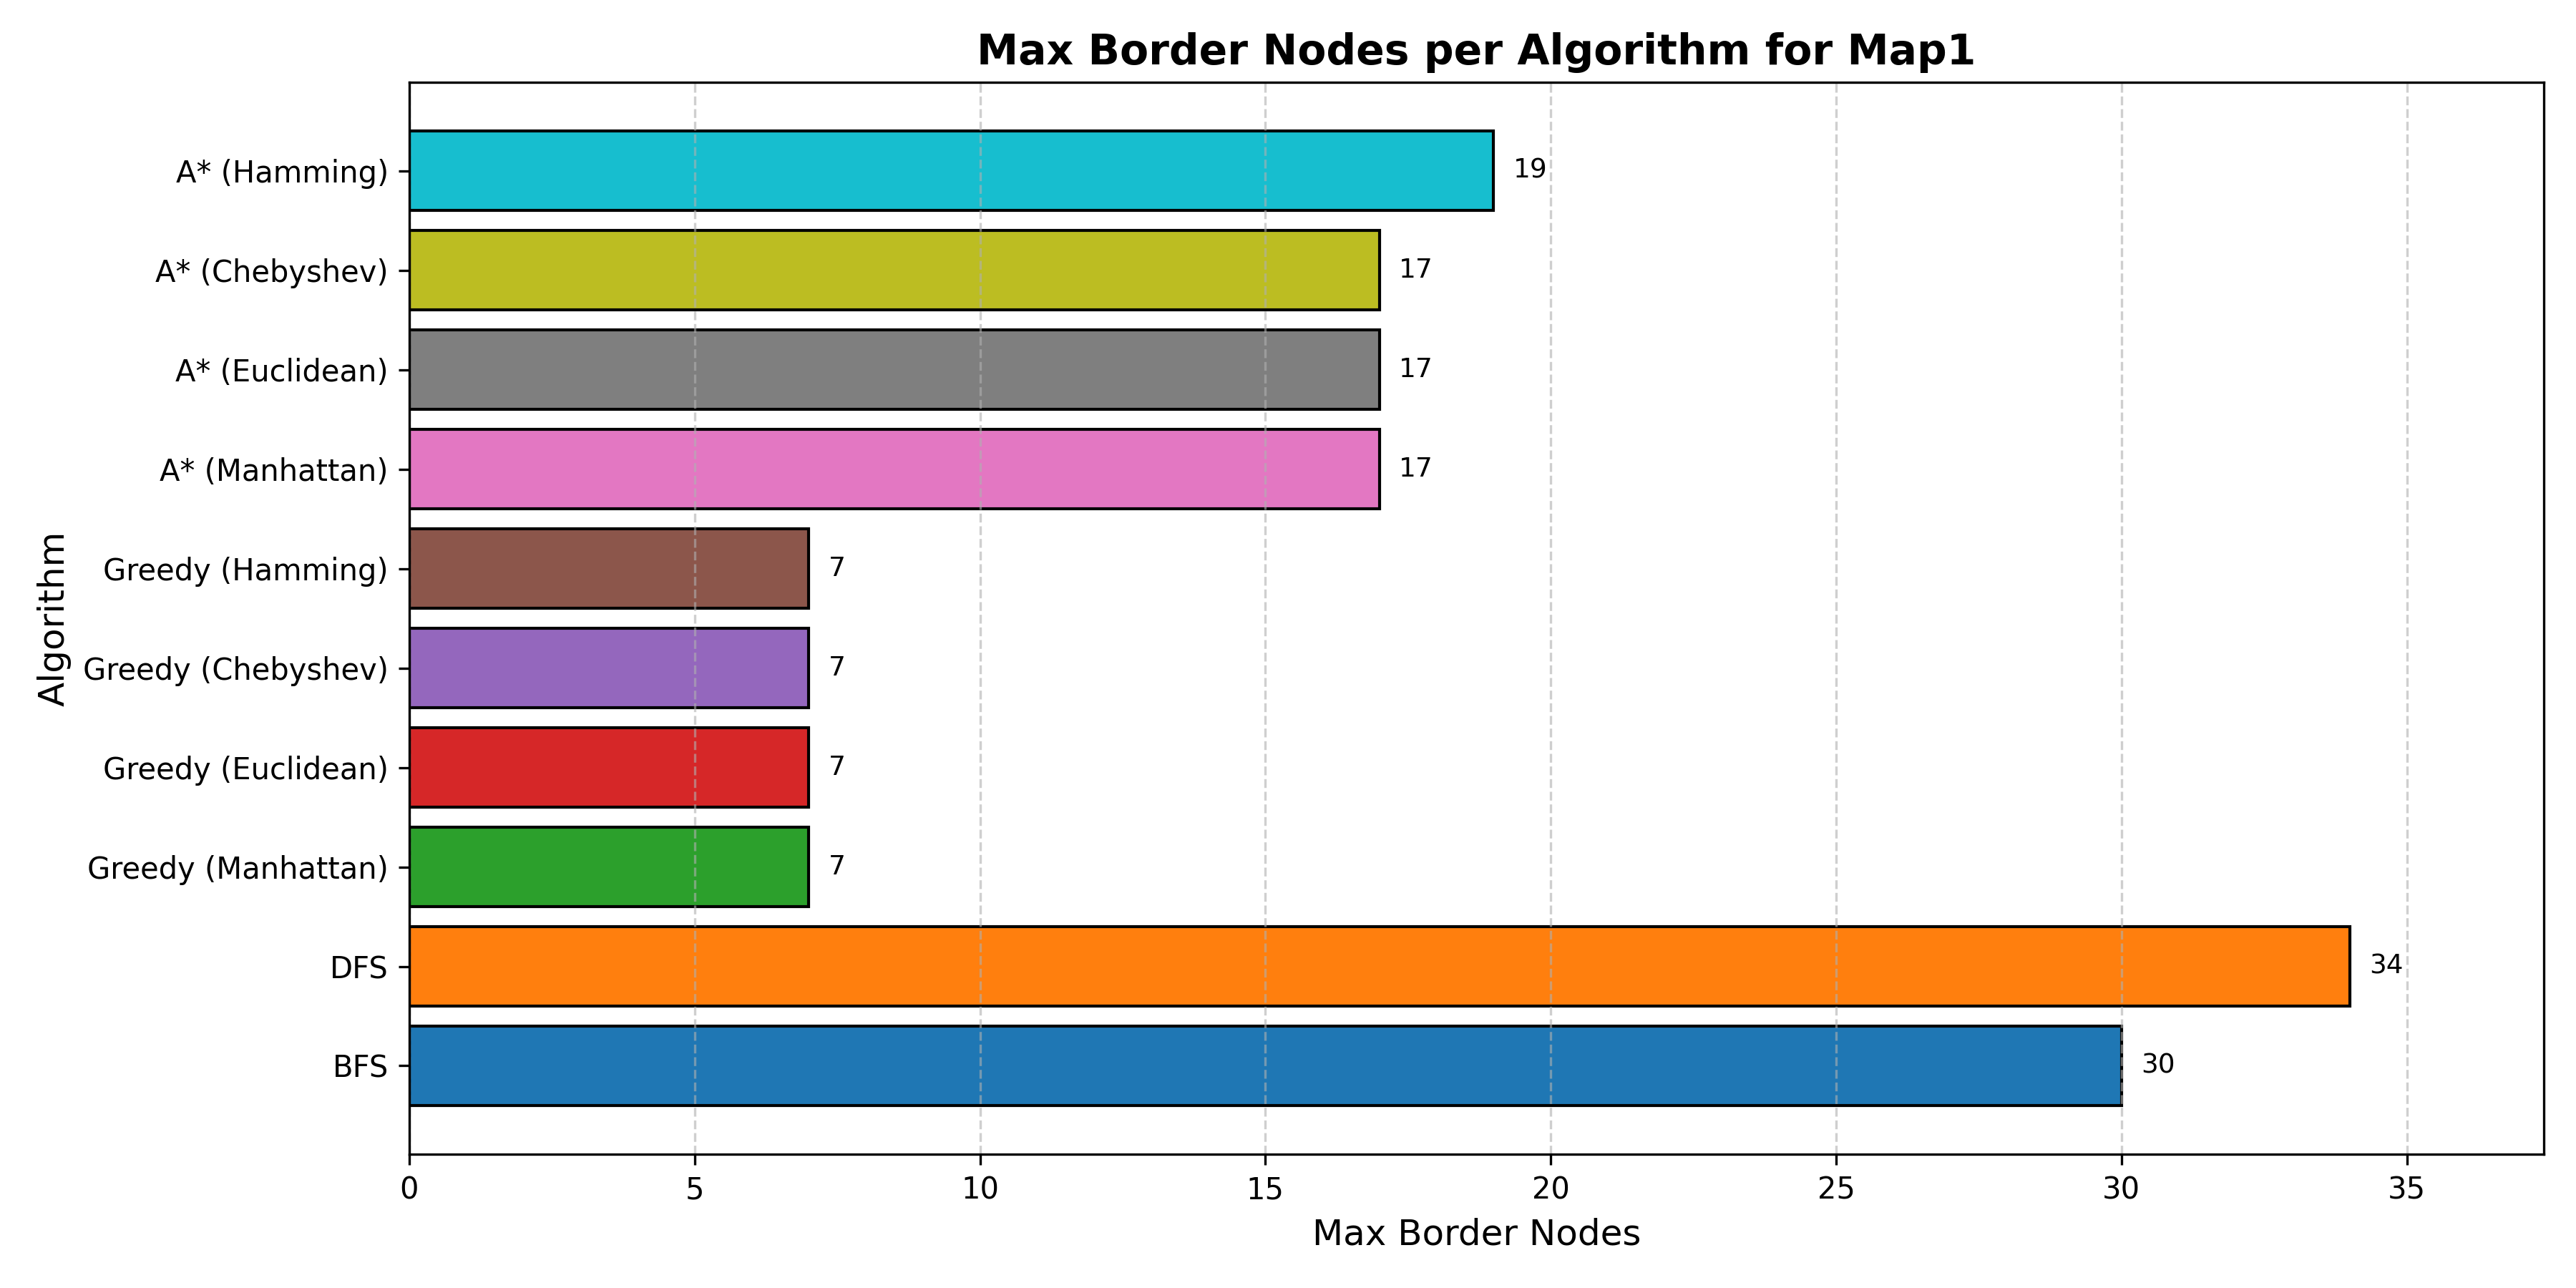 Max Border Nodes per Algorithm for Map1
Algorithm
A* (Hamming)
19
A* (Chebyshev)
17
A* (Euclidean)
17
A* (Manhattan)
17
Greedy (Hamming)
7
Greedy (Chebyshev)
7
Greedy (Euclidean)
7
Greedy (Manhattan)
7
DFS
34
BFS
30
0 5 10 15 20 25 30 35
Max Border Nodes